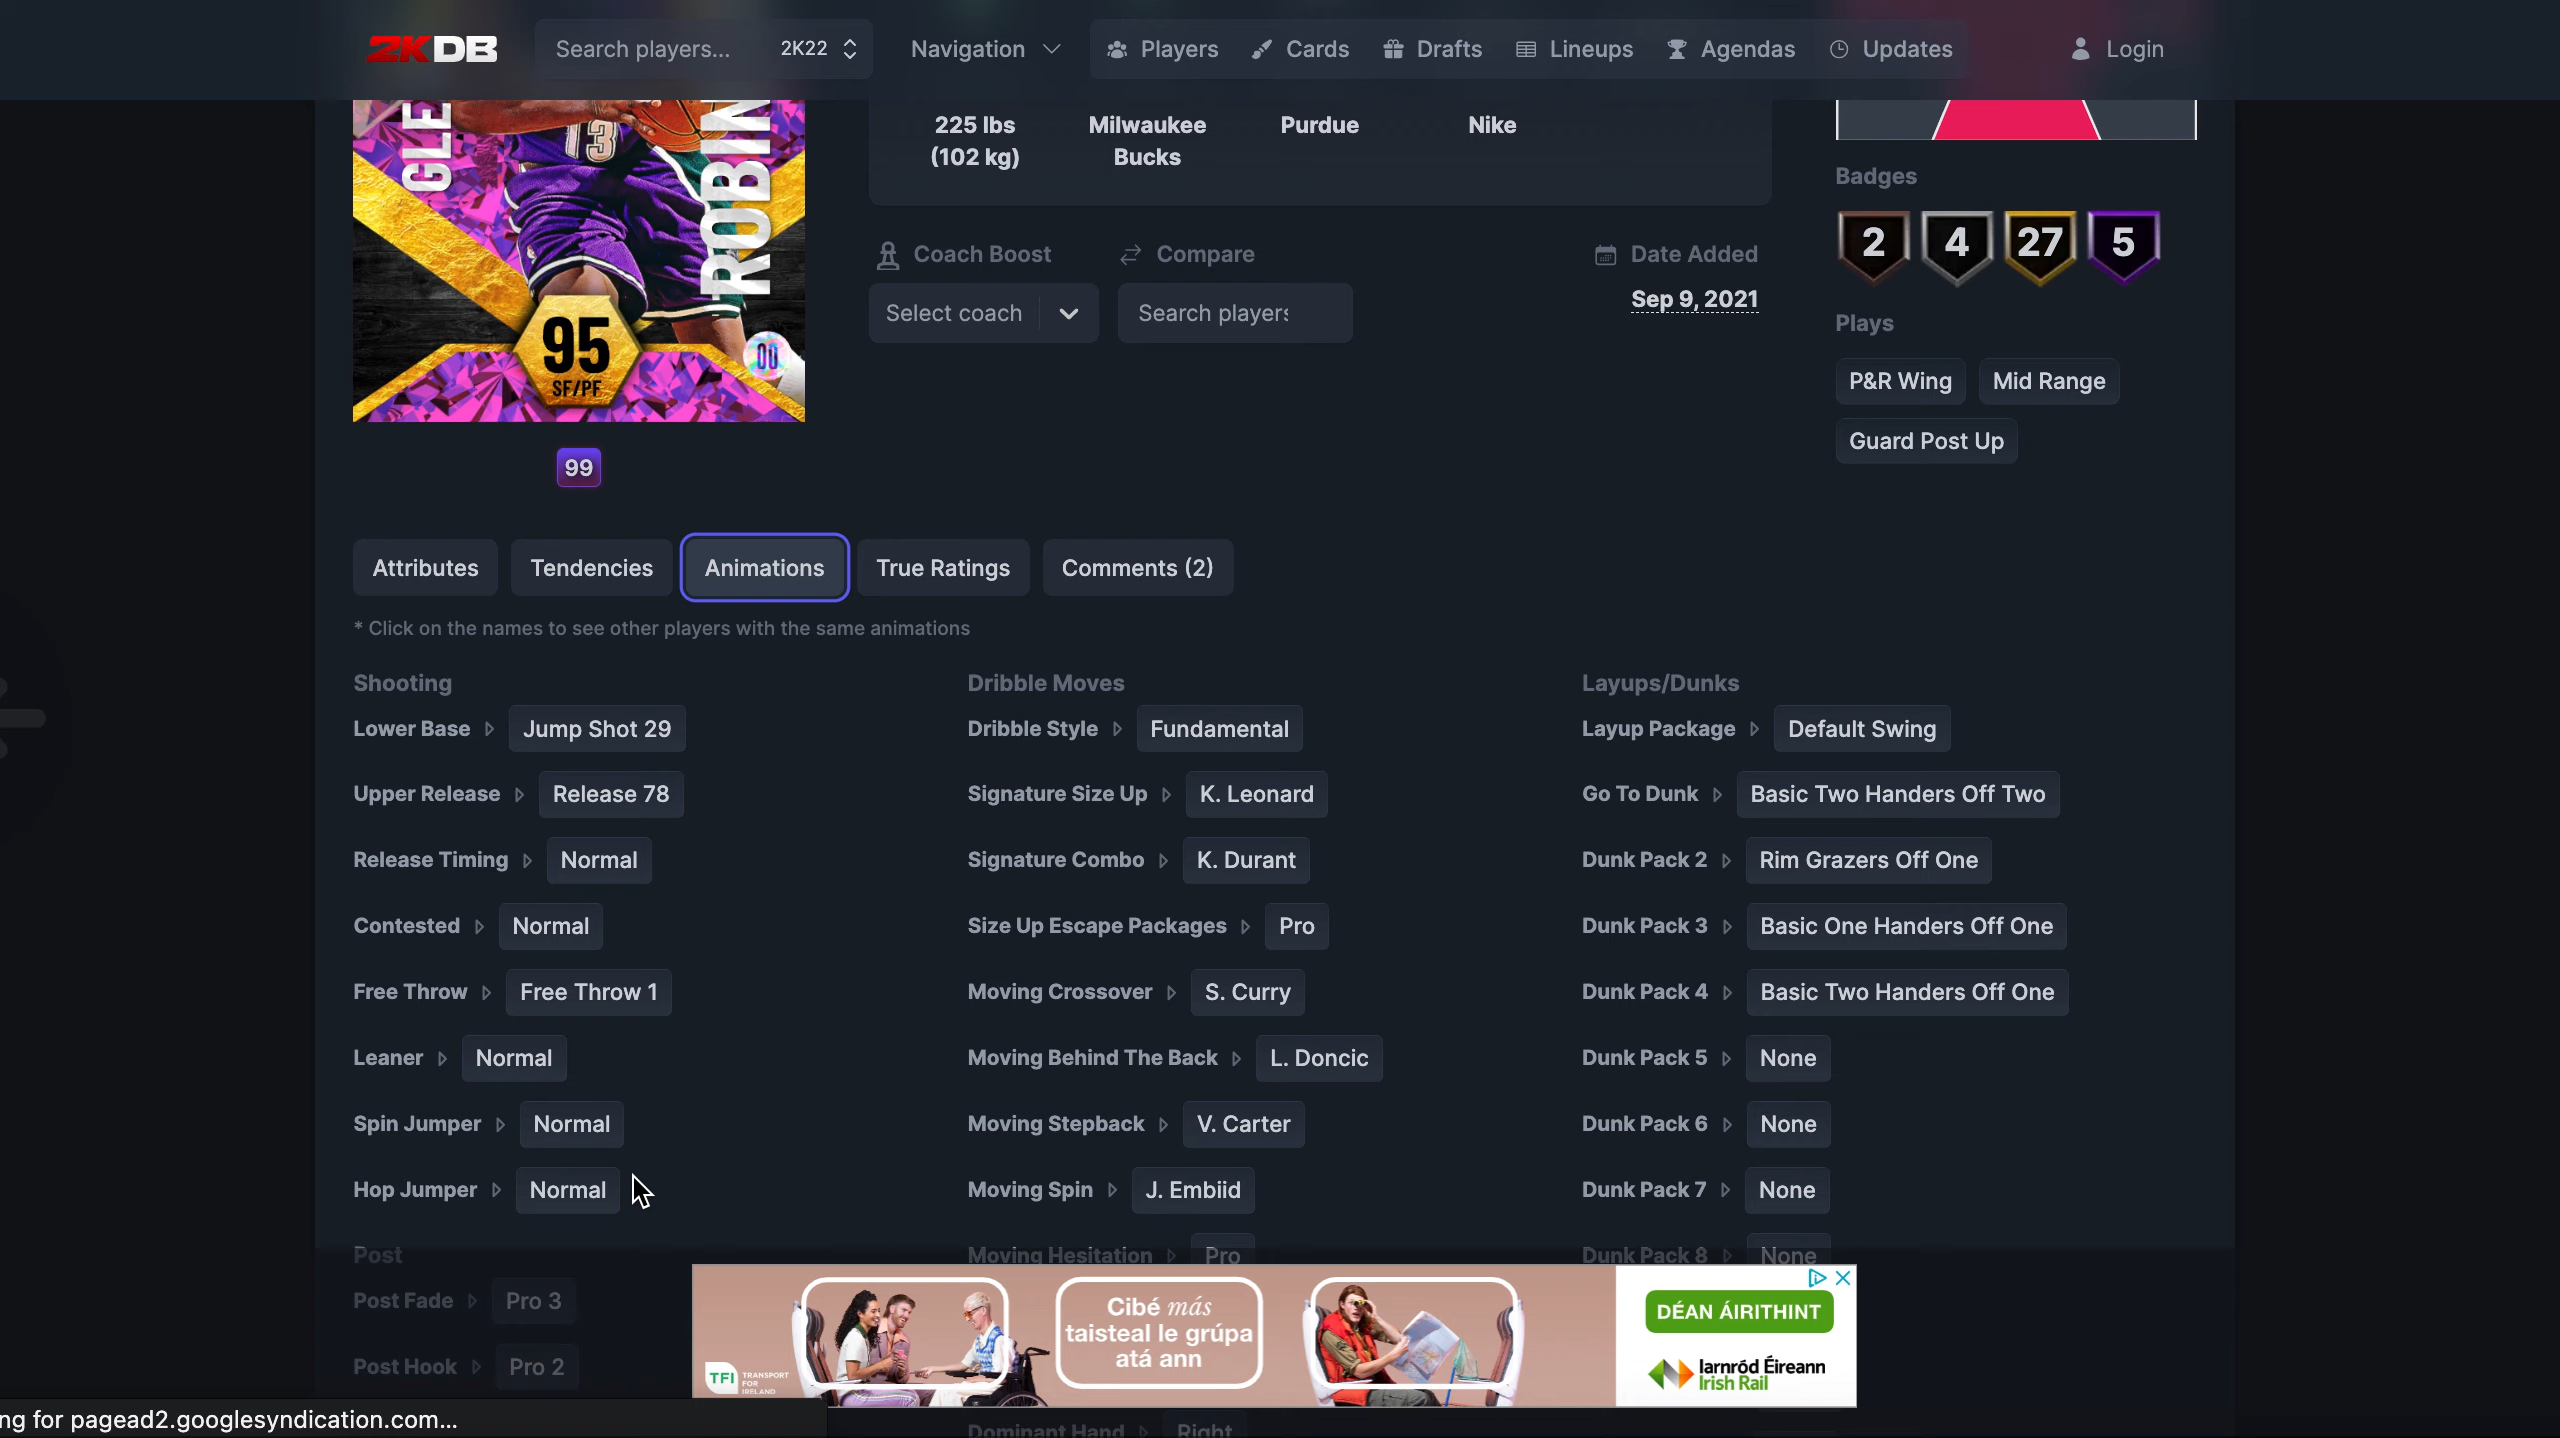 2KDB
Search players...
2K22
Navigation
Players
Cards
Drafts
Lineups
Agendas
Updates
Login
GLE
ROBIN
13
95
SF/PF
99
225 lbs
(102 kg)
Milwaukee
Bucks
Purdue
Nike
Coach Boost
Select coach
Compare
Search players
Date Added
Sep 9, 2021
Badges
2
4
27
5
Plays
P&R Wing
Mid Range
Guard Post Up
Attributes
Tendencies
Animations
True Ratings
Comments (2)
* Click on the names to see other players with the same animations
Shooting
Lower Base Jump Shot 29
Upper Release Release 78
Release Timing Normal
Contested Normal
Free Throw Free Throw 1
Leaner Normal
Spin Jumper Normal
Hop Jumper Normal
Post
Post Fade Pro 3
Post Hook Pro 2
Dribble Moves
Dribble Style Fundamental
Signature Size Up K. Leonard
Signature Combo K. Durant
Size Up Escape Packages Pro
Moving Crossover S. Curry
Moving Behind The Back L. Doncic
Moving Stepback V. Carter
Moving Spin J. Embiid
Moving Hesitation Pro
Dominant Hand Right
Layups/Dunks
Layup Package Default Swing
Go To Dunk Basic Two Handers Off Two
Dunk Pack 2 Rim Grazers Off One
Dunk Pack 3 Basic One Handers Off One
Dunk Pack 4 Basic Two Handers Off One
Dunk Pack 5 None
Dunk Pack 6 None
Dunk Pack 7 None
Dunk Pack 8 None
TFI
TRANSPORT
FOR
IRELAND
Cibé más
taisteal le grúpa
atá ann
DÉAN ÁIRITHINT
Iarnród Éireann
Irish Rail
ng for pagead2.googlesyndication.com...